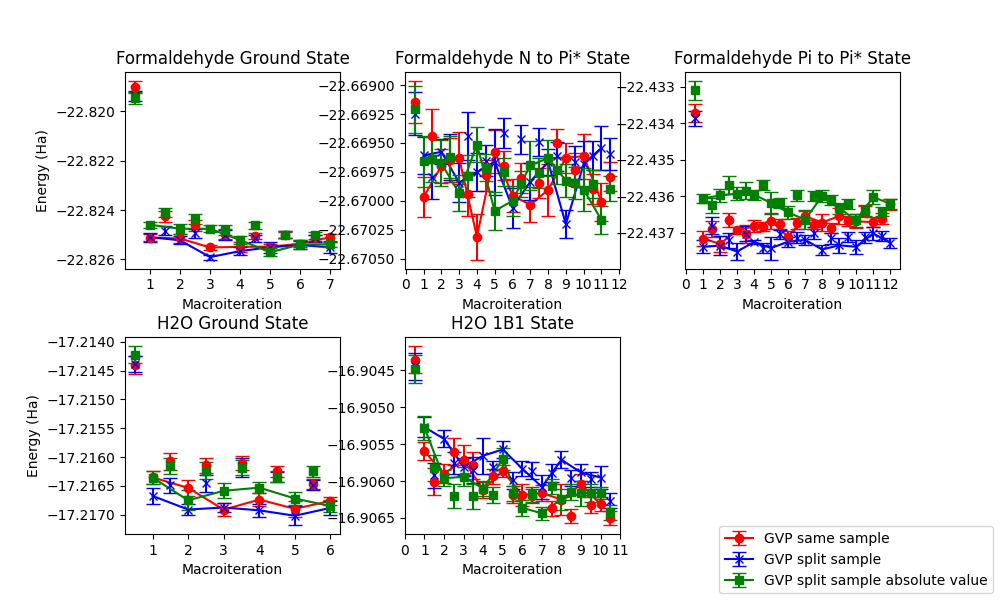 Formaldehyde Ground State
Formaldehyde N to Pi* State
Formaldehyde Pi to Pi* State
−22.820
−22.822
−22.824
−22.826
Energy (Ha)
1 2 3 4 5 6 7
Macroiteration
−22.66900
−22.66925
−22.66950
−22.66975
−22.67000
−22.67025
−22.67050
0 1 2 3 4 5 6 7 8 9 10 11 12
Macroiteration
−22.433
−22.434
−22.435
−22.436
−22.437
0 1 2 3 4 5 6 7 8 9 10 11 12
Macroiteration
H2O Ground State
H2O 1B1 State
−17.2140
−17.2145
−17.2150
−17.2155
−17.2160
−17.2165
−17.2170
Energy (Ha)
1 2 3 4 5 6
Macroiteration
−16.9045
−16.9050
−16.9055
−16.9060
−16.9065
0 1 2 3 4 5 6 7 8 9 10 11
Macroiteration
GVP same sample
GVP split sample
GVP split sample absolute value